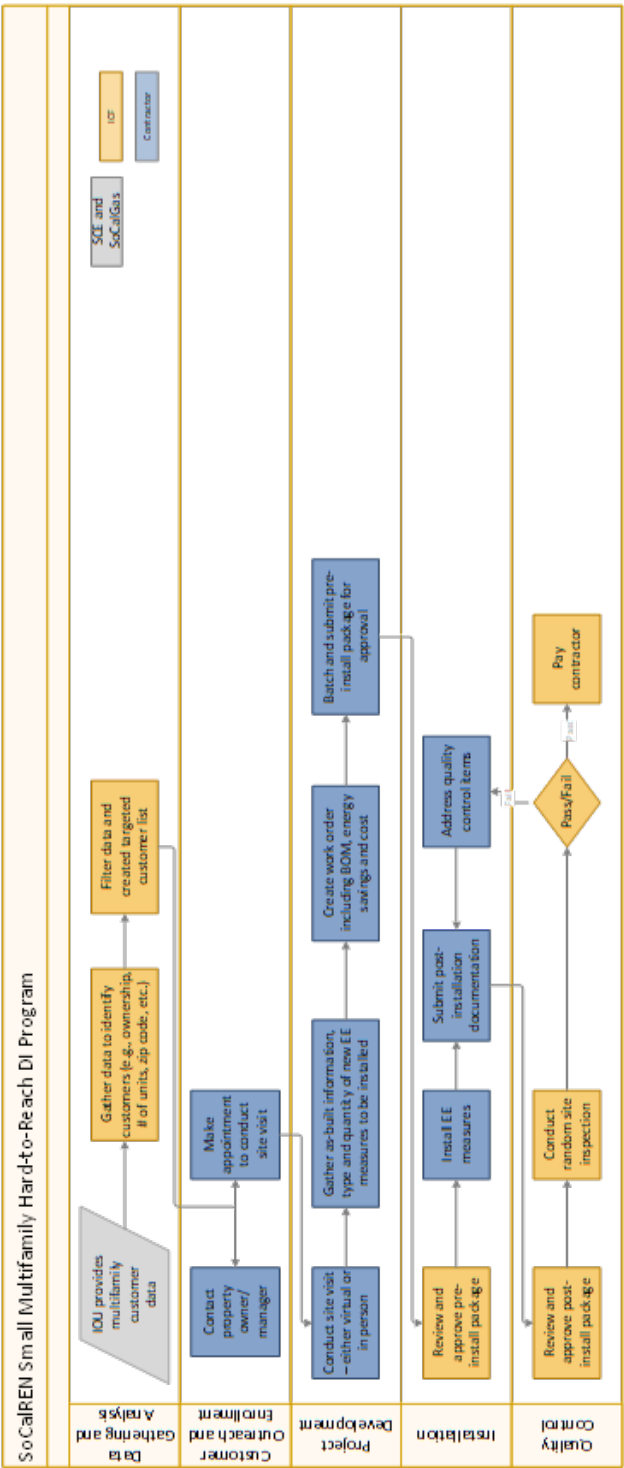 SoCalREN Small Multifamily Hard-to-Reach DI Program
Data
Gathering and
Analysis
IOU provides
multifamily
customer
data
Gather data to identify
customers (e.g., ownership,
# of units, zip code, etc.)
Filter data and
created targeted
customer list
SCE and
SoCalGas
ICF
Contractor
Customer
Outreach and
Enrollment
Contact
property
owner/
manager
Make
appointment
to conduct
site visit
Project
Development
Conduct site visit
– either virtual or
in person
Gather as-built information,
type and quantity of new EE
measures to be installed
Create work order
including BOM, energy
savings and cost
Batch and submit pre-
install package for
approval
Installation
Review and
approve pre-
install package
Install EE
measures
Submit post-
installation
documentation
Address quality
control items
Quality
Control
Review and
approve post-
install package
Conduct
random site
inspection
Pass/Fail
Fail
Pass
Pay
contractor